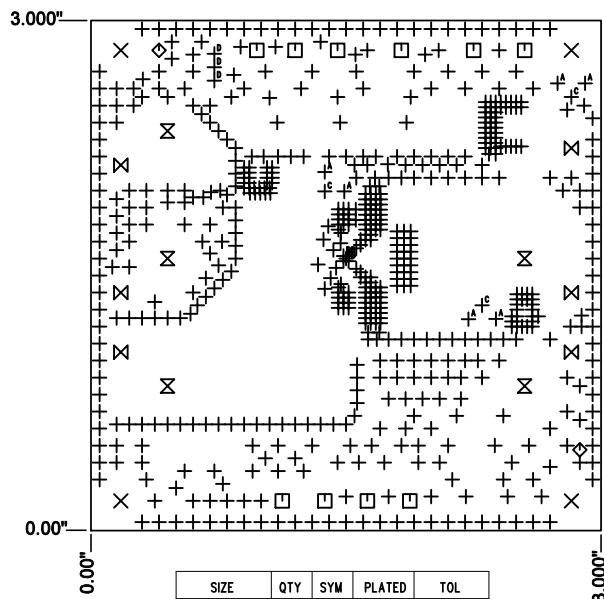 3.000"
D
D
D
A
A
C
A
C
A
C
A
A
0.00"
0.00"
3.000"
SIZE QTY SYM PLATED TOL